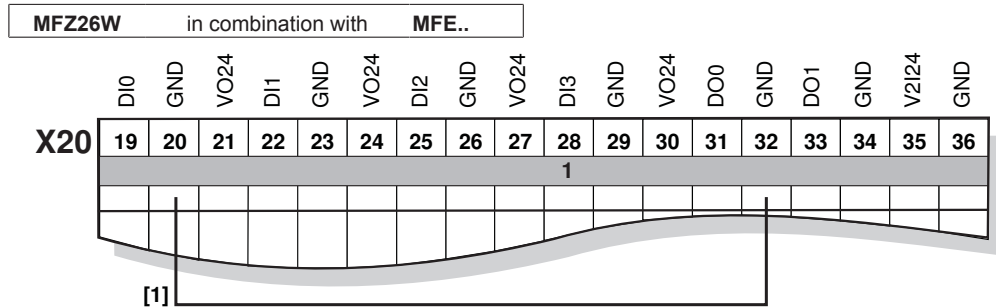 MFZ26W in combination with MFE..
DI0 GND VO24 DI1 GND VO24 DI2 GND VO24 DI3 GND VO24 DO0 GND DO1 GND V2I24 GND
X20 19 20 21 22 23 24 25 26 27 28 29 30 31 32 33 34 35 36
1
[1]